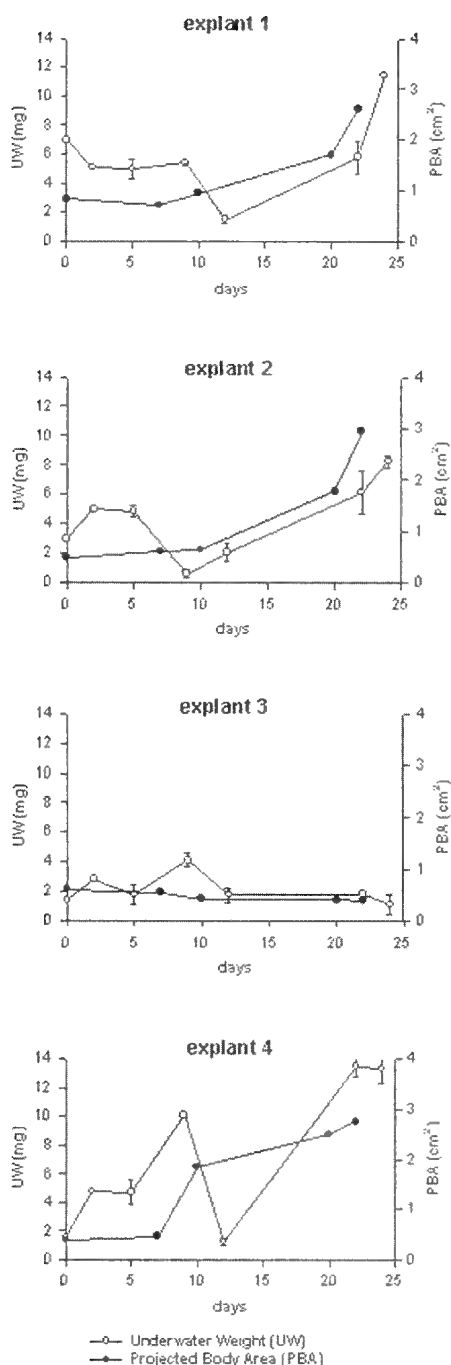 explant 1
14 4
12
10 3
8
6 2
4 1
2
0 0
0 5 10 15 20 25
UW (mg)
PBA (cm²)
days
explant 2
14 4
12
10 3
8
6 2
4 1
2
0 0
0 5 10 15 20 25
UW (mg)
PBA (cm²)
days
explant 3
14 4
12
10 3
8
6 2
4 1
2
0 0
0 5 10 15 20 25
UW (mg)
PBA (cm²)
days
explant 4
14 4
12
10 3
8
6 2
4 1
2
0 0
0 5 10 15 20 25
UW (mg)
PBA (cm²)
days
Underwater Weight (UW)
Projected Body Area (PBA)